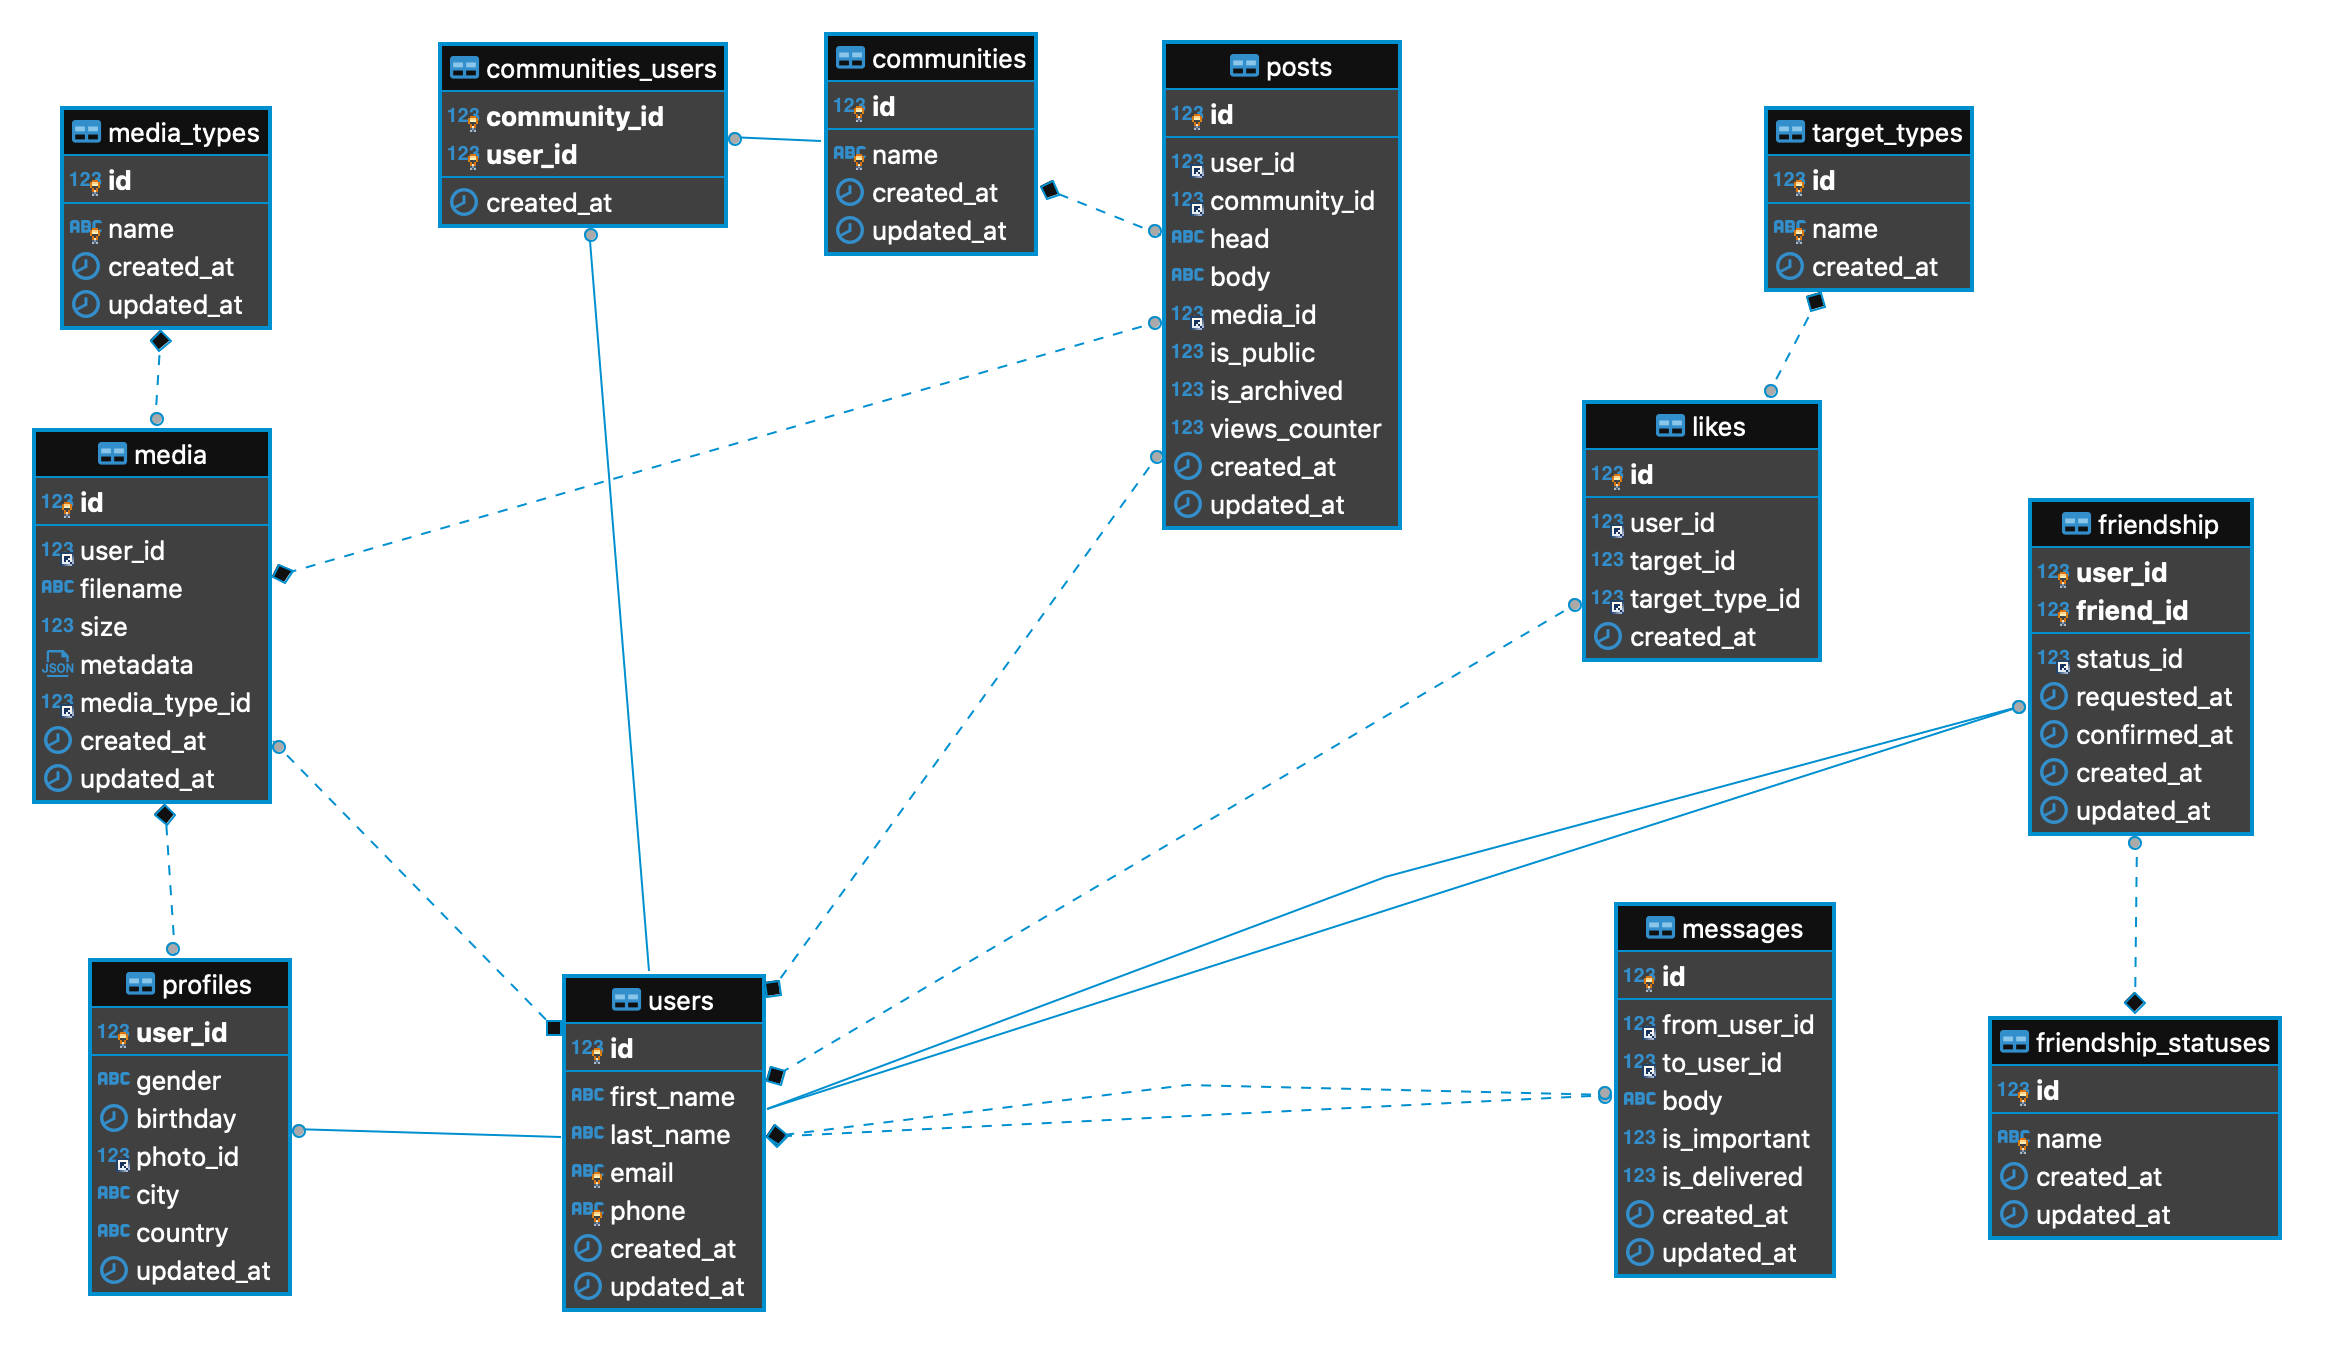 media_types
123 id
ABC name
created_at
updated_at
communities_users
123 community_id
123 user_id
created_at
communities
123 id
ABC name
created_at
updated_at
posts
123 id
123 user_id
123 community_id
ABC head
ABC body
123 media_id
123 is_public
123 is_archived
123 views_counter
created_at
updated_at
target_types
123 id
ABC name
created_at
media
123 id
123 user_id
ABC filename
123 size
JSON metadata
123 media_type_id
created_at
updated_at
likes
123 id
123 user_id
123 target_id
123 target_type_id
created_at
friendship
123 user_id
123 friend_id
123 status_id
requested_at
confirmed_at
created_at
updated_at
profiles
123 user_id
ABC gender
birthday
123 photo_id
ABC city
ABC country
updated_at
users
123 id
ABC first_name
ABC last_name
ABC email
ABC phone
created_at
updated_at
messages
123 id
123 from_user_id
123 to_user_id
ABC body
123 is_important
123 is_delivered
created_at
updated_at
friendship_statuses
123 id
ABC name
created_at
updated_at